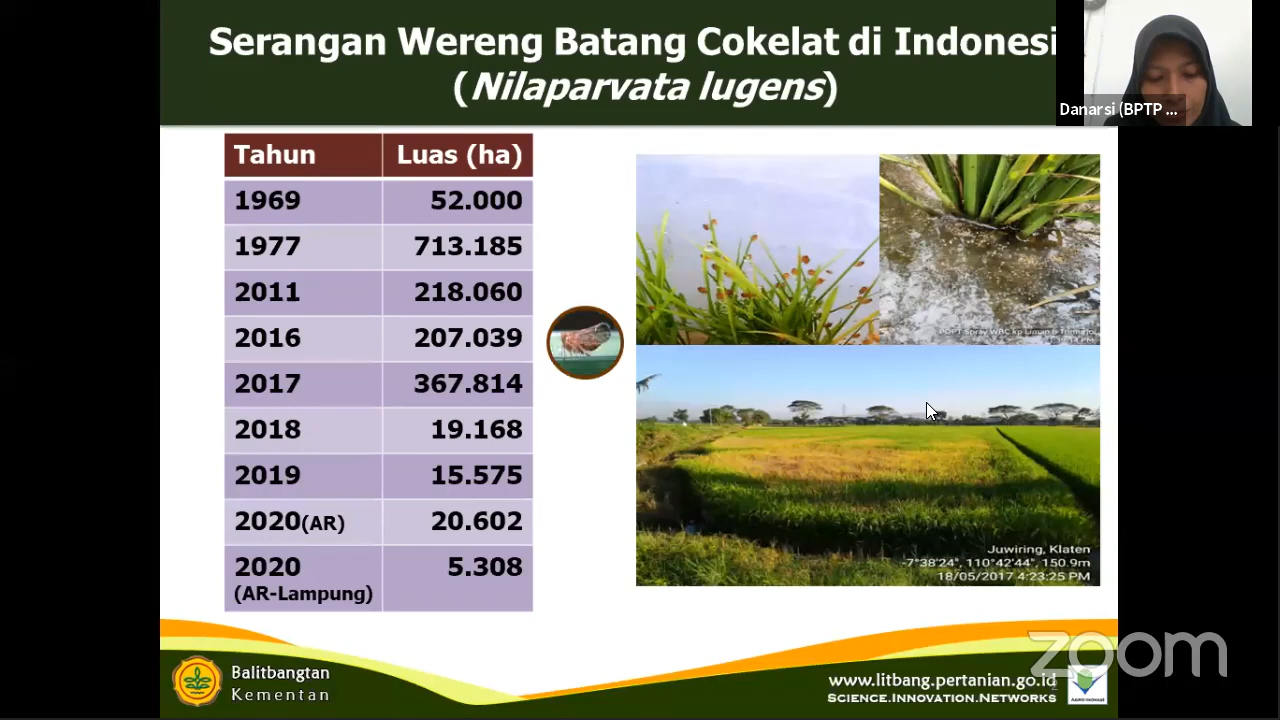 Serangan Wereng Batang Cokelat di Indonesi
(Nilaparvata lugens)
Danarsi (BPTP ...
Tahun Luas (ha)
1969 52.000
1977 713.185
2011 218.060
2016 207.039
2017 367.814
2018 19.168
2019 15.575
2020(AR) 20.602
2020 5.308
(AR-Lampung)
Juwiring, Klaten
-7°38'24", 110°42'44", 150.9m
18/05/2017 4:23:25 PM
Balitbangtan
Kementan
www.litbang.pertanian.go.id
SCIENCE.INNOVATION.NETWORKS
zoom